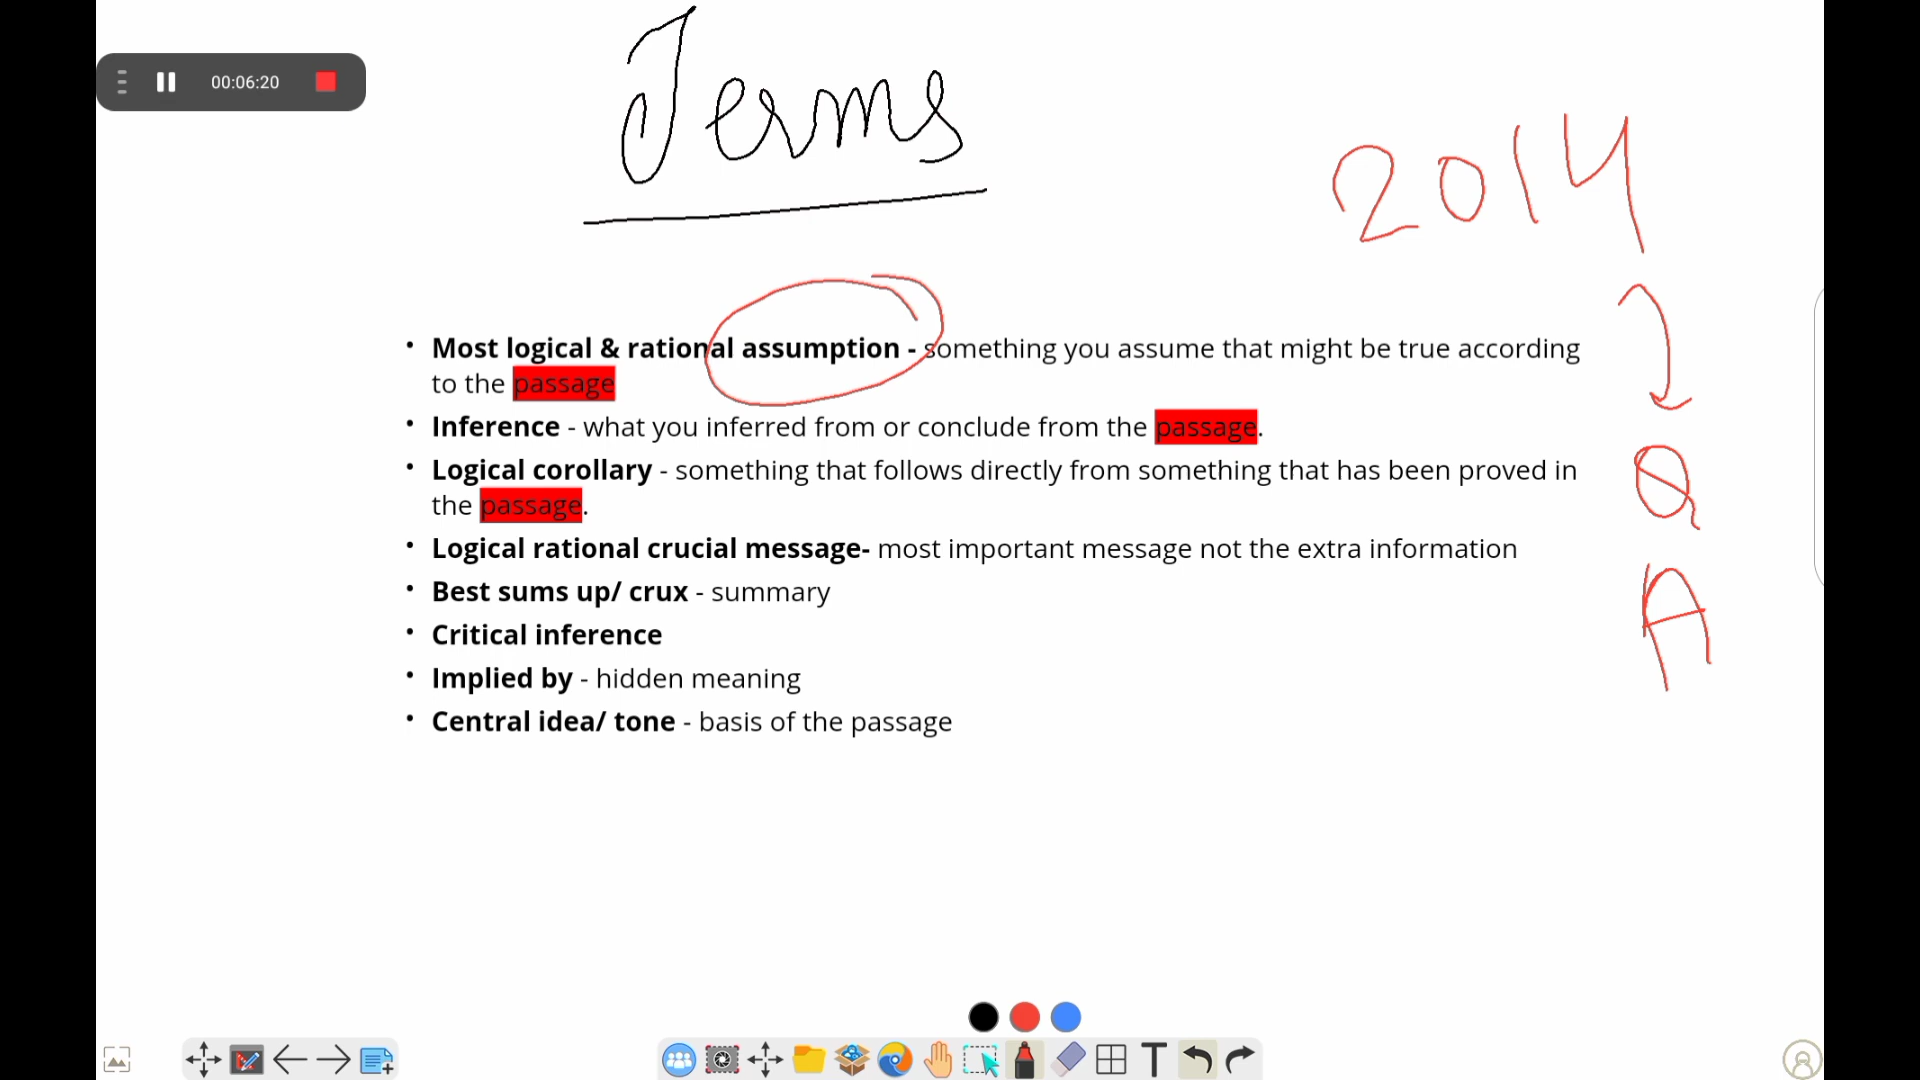 00:06:20
Terms
2014
• Most logical & rational assumption - something you assume that might be true according
to the passage
• Inference - what you inferred from or conclude from the passage.
• Logical corollary - something that follows directly from something that has been proved in
the passage.
Q
• Logical rational crucial message- most important message not the extra information
• Best sums up/ crux - summary
A
• Critical inference
• Implied by - hidden meaning
• Central idea/ tone - basis of the passage
T